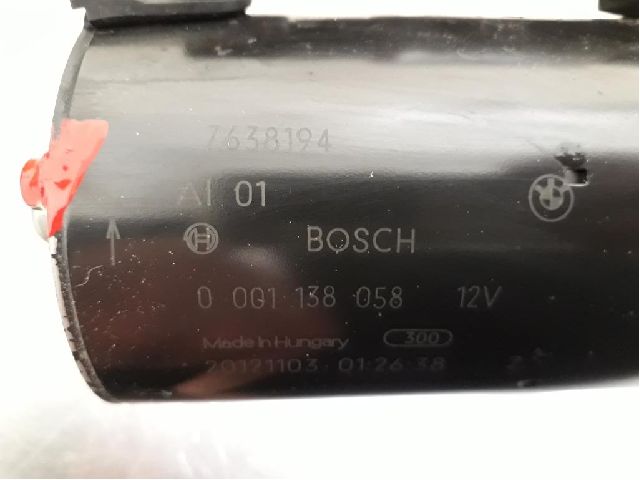 7638194
AI 01
BOSCH
0 001 138 058 12V
Made in Hungary 300
20121103 01:26:38